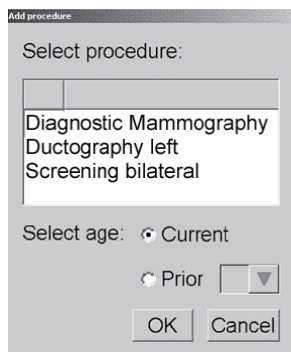 Add procedure
Select procedure:
Diagnostic Mammography
Ductography left
Screening bilateral
Select age: Current
Prior
OK Cancel